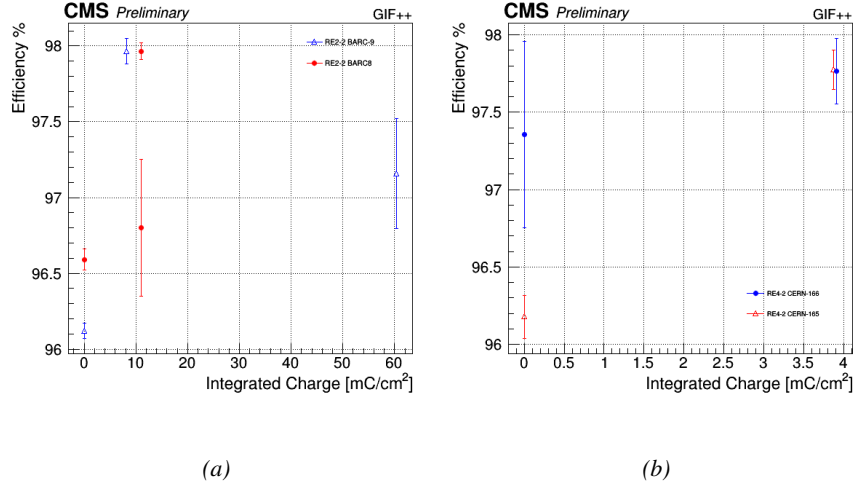 CMS Preliminary GIF++
Efficiency %
98
97.5
97
96.5
96
RE2-2 BARC-9
RE2-2 BARC8
0 10 20 30 40 50 60
Integrated Charge [mC/cm²]
(a)
CMS Preliminary GIF++
Efficiency %
98
97.5
97
96.5
96
RE4-2 CERN-166
RE4-2 CERN-165
0 0.5 1 1.5 2 2.5 3 3.5 4
Integrated Charge [mC/cm²]
(b)